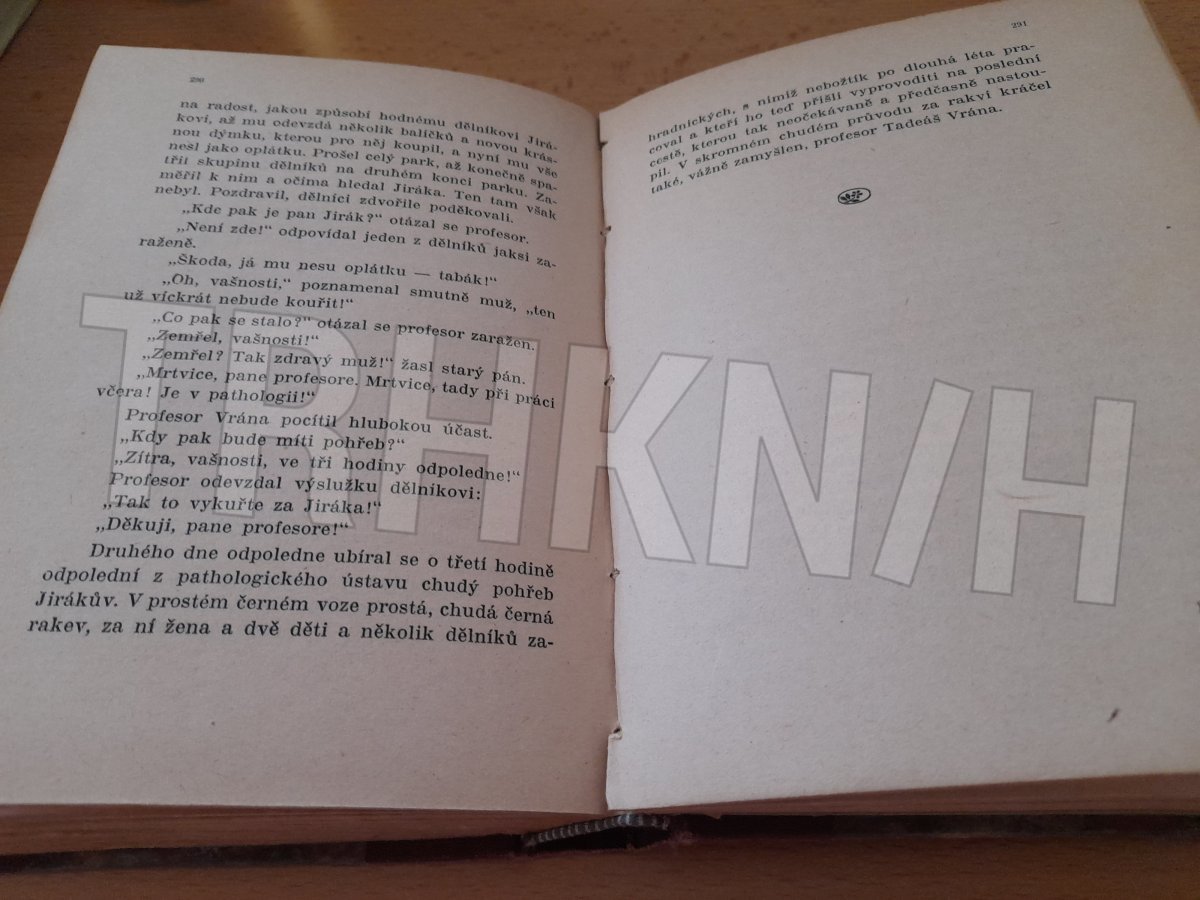 290
na radost, jakou způsobí hodnému dělníkovi Jirá-
kovi, až mu odevzdá několik balíčků a novou krás-
nou dýmku, kterou pro něj koupil, a nyní mu vše
nesl jako oplátku. Prošel celý park, až konečně spa-
třil skupinu dělníků na druhém konci parku. Za-
měřil k nim a očima hledal Jiráka. Ten tam však
nebyl. Pozdravil, dělníci zdvořile poděkovali.
„Kde pak je pan Jirák?“ otázal se profesor.
„Není zde!“ odpovídal jeden z dělníků jaksi za-
raženě.
„Škoda, já mu nesu oplátku — tabák!“
„Oh, vašnosti,“ poznamenal smutně muž, „ten
už víckrát nebude kouřit!“
„Co pak se stalo?“ otázal se profesor zaražen.
„Zemřel, vašnosti!“
„Zemřel? Tak zdravý muž!“ žasl starý pán.
„Mrtvice, pane profesore. Mrtvice, tady při práci
včera! Je v pathologii!“
Profesor Vrána pocítil hlubokou účast.
„Kdy pak bude míti pohřeb?“
„Zítra, vašnosti, ve tři hodiny odpoledne!“
Profesor odevzdal výslužku dělníkovi:
„Tak to vykuřte za Jiráka!“
„Děkuji, pane profesore!“
Druhého dne odpoledne ubíral se o třetí hodině
odpolední z pathologického ústavu chudý pohřeb
Jirákův. V prostém černém voze prostá, chudá černá
rakev, za ní žena a dvě děti a několik dělníků za-
291
hradnických, s nimiž nebožtík po dlouhá léta pra-
coval a kteří ho teď přišli vyprovoditi na poslední
cestě, kterou tak neočekávaně a předčasně nastou-
pil. V skromném chudém průvodu za rakví kráčel
také, vážně zamyšlen, profesor Tadeáš Vrána.
TRHKNIH